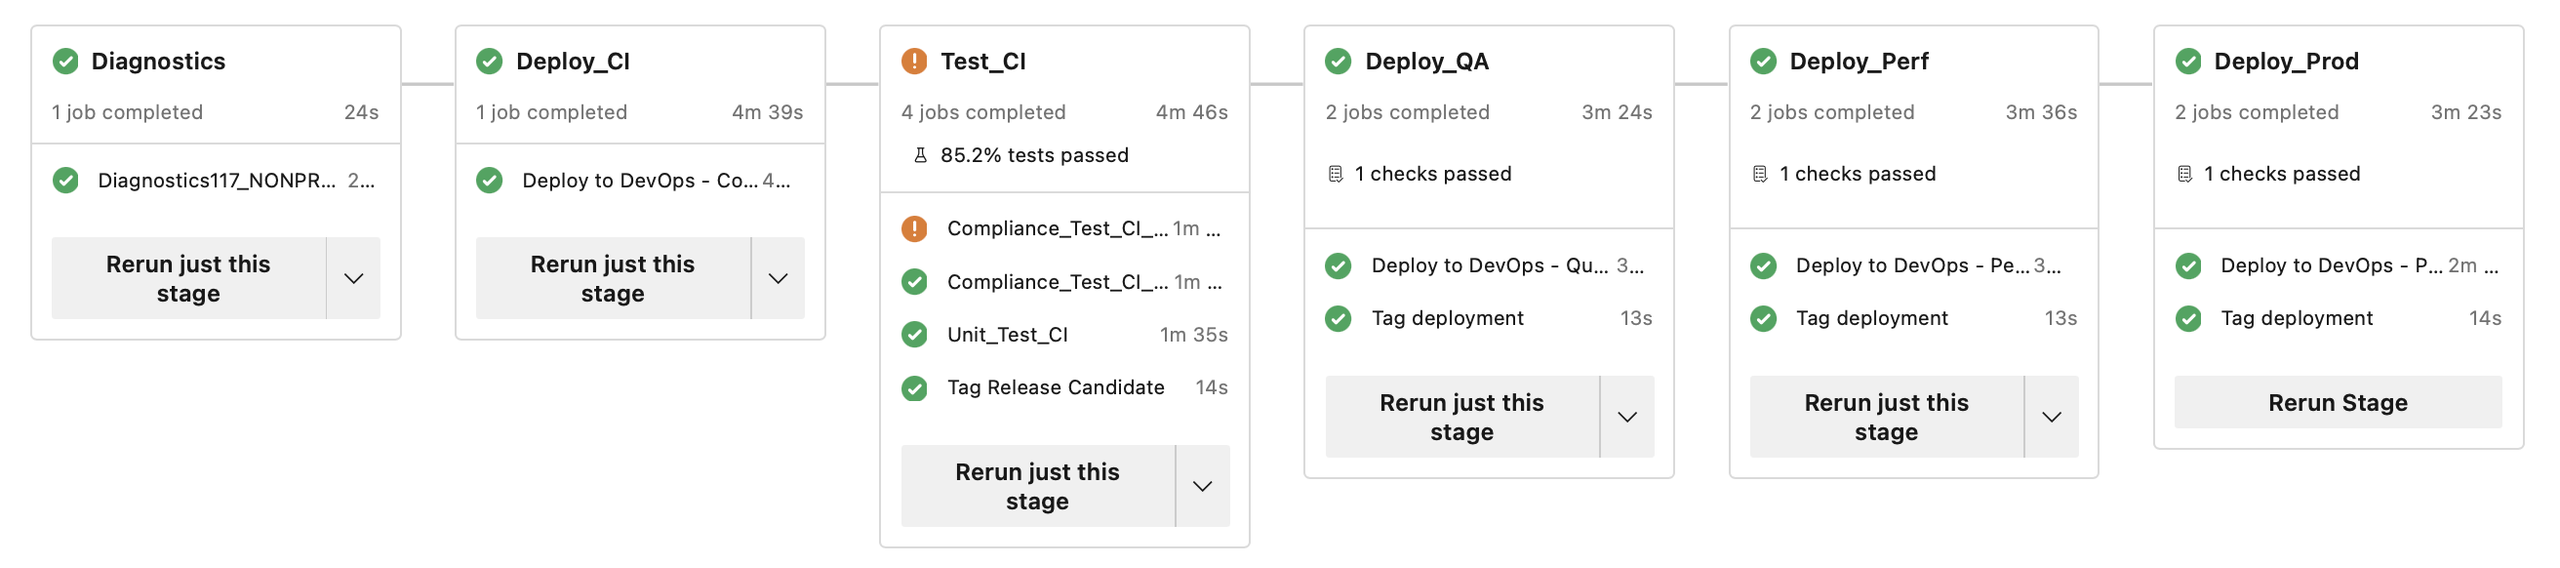 Diagnostics
1 job completed 24s
Diagnostics117_NONPR... 2...
Rerun just this
stage
Deploy_CI
1 job completed 4m 39s
Deploy to DevOps - Co... 4...
Rerun just this
stage
Test_CI
4 jobs completed 4m 46s
85.2% tests passed
Compliance_Test_CI_... 1m ...
Compliance_Test_CI_... 1m ...
Unit_Test_CI 1m 35s
Tag Release Candidate 14s
Rerun just this
stage
Deploy_QA
2 jobs completed 3m 24s
1 checks passed
Deploy to DevOps - Qu... 3...
Tag deployment 13s
Rerun just this
stage
Deploy_Perf
2 jobs completed 3m 36s
1 checks passed
Deploy to DevOps - Pe... 3...
Tag deployment 13s
Rerun just this
stage
Deploy_Prod
2 jobs completed 3m 23s
1 checks passed
Deploy to DevOps - P... 2m ...
Tag deployment 14s
Rerun Stage